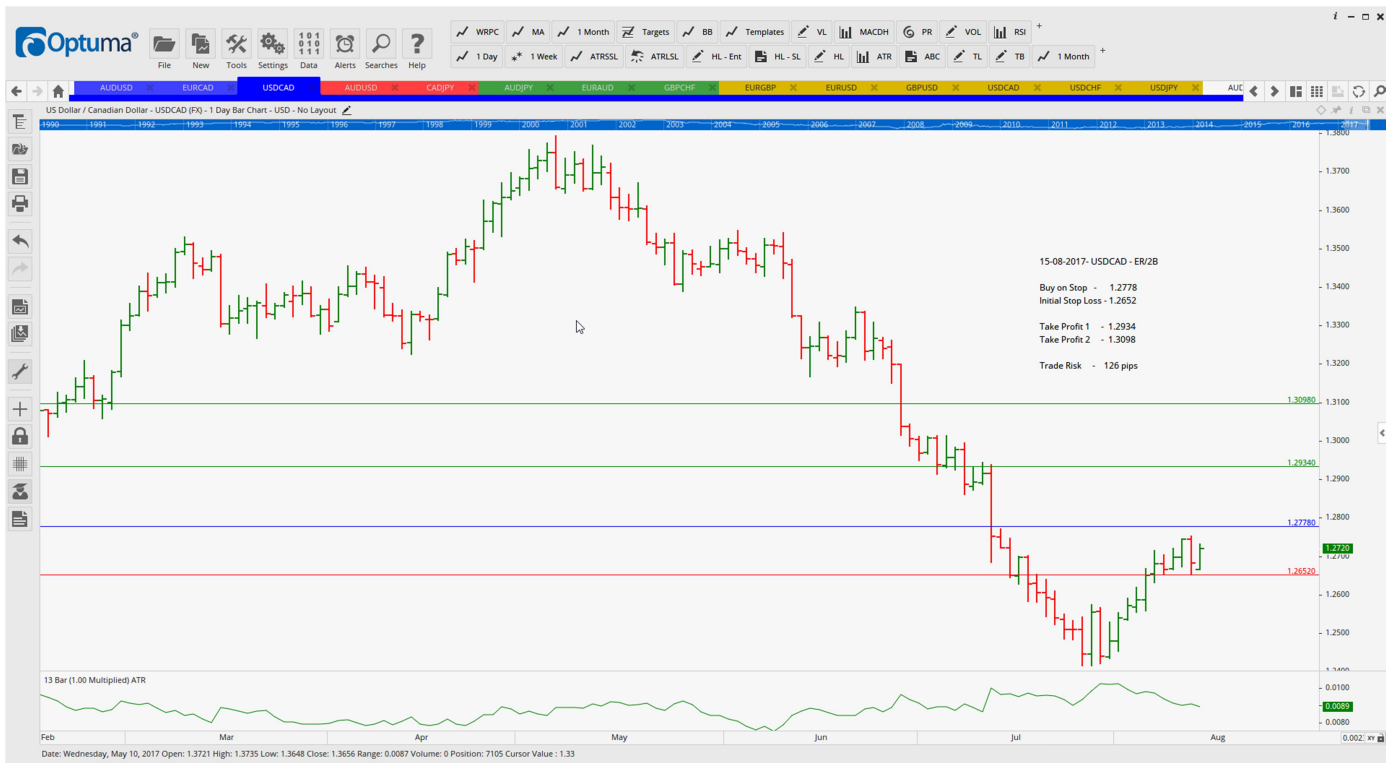 i
Optuma®
File New Tools Settings Data Alerts Searches Help
101 010 111
WRPC MA 1 Month Targets BB Templates VL MACDH PR VOL RSI +
1 Day 1 Week ATRSSL ATRLSL HL - Ent HL - SL HL ATR ABC TL TB 1 Month +
AUDUSD EURCAD USDCAD AUDUSD CADJPY AUDJPY EURAUD GBPCHF EURGBP EURUSD GBPUSD USDCAD USDCHF USDJPY AUD
US Dollar / Canadian Dollar - USDCAD (FX) - 1 Day Bar Chart - USD - No Layout
1990 1991 1992 1993 1994 1995 1996 1997 1998 1999 2000 2001 2002 2003 2004 2005 2006 2007 2008 2009 2010 2011 2012 2013 2014 2015 2016 2017
1.3800
1.3700
1.3600
1.3500
15-08-2017- USDCAD - ER/2B
Buy on Stop - 1.2778
1.3400
Initial Stop Loss - 1.2652
Take Profit 1 - 1.2934
1.3300
Take Profit 2 - 1.3098
Trade Risk - 126 pips
1.3200
1.30980
1.3100
1.3000
1.29340
1.2900
1.2800
1.27780
1.2720
1.2700
1.26520
1.2600
1.2500
1.2400
13 Bar (1.00 Multiplied) ATR
0.0100
0.0089
0.0080
Feb Mar Apr May Jun Jul Aug
0.002 XY
Date: Wednesday, May 10, 2017 Open: 1.3721 High: 1.3735 Low: 1.3648 Close: 1.3656 Range: 0.0087 Volume: 0 Position: 7105 Cursor Value : 1.33